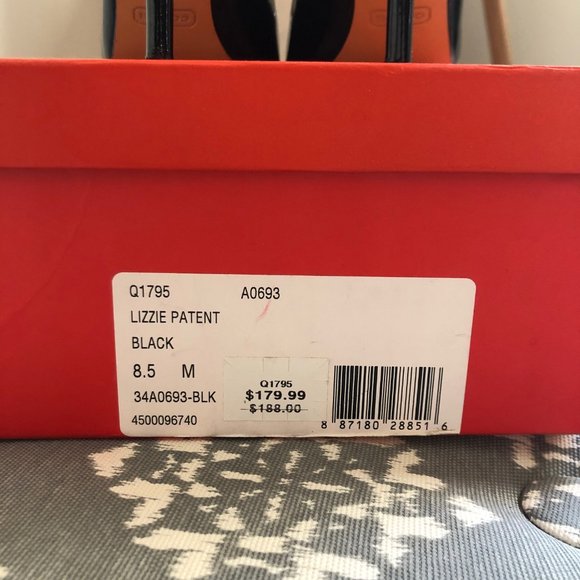 Q1795 A0693
LIZZIE PATENT
BLACK
8.5 M
34A0693-BLK
4500096740
Q1795
$179.99
$188.00
8 87180 28851 6